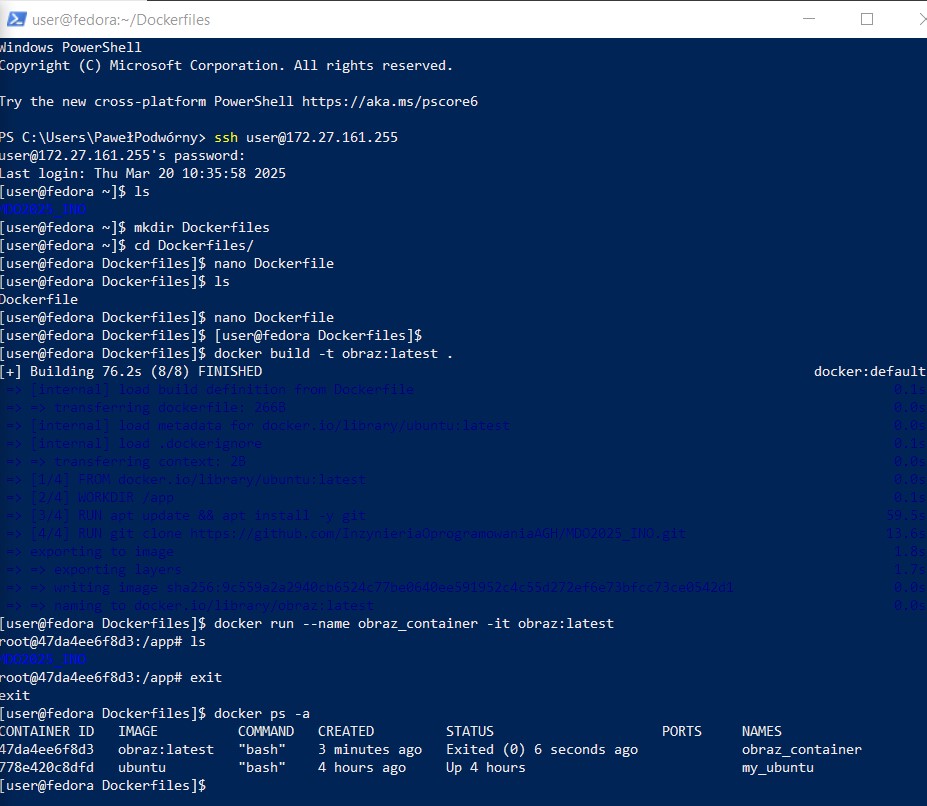 user@fedora:~/Dockerfiles
Windows PowerShell
Copyright (C) Microsoft Corporation. All rights reserved.
Try the new cross-platform PowerShell https://aka.ms/pscore6
PS C:\Users\PawełPodwórny> ssh user@172.27.161.255
user@172.27.161.255's password:
Last login: Thu Mar 20 10:35:58 2025
[user@fedora ~]$ ls
MDO2025_INO
[user@fedora ~]$ mkdir Dockerfiles
[user@fedora ~]$ cd Dockerfiles/
[user@fedora Dockerfiles]$ nano Dockerfile
[user@fedora Dockerfiles]$ ls
Dockerfile
[user@fedora Dockerfiles]$ nano Dockerfile
[user@fedora Dockerfiles]$ [user@fedora Dockerfiles]$
[user@fedora Dockerfiles]$ docker build -t obraz:latest .
[+] Building 76.2s (8/8) FINISHED docker:default
=> [internal] load build definition from Dockerfile 0.1s
=> => transferring dockerfile: 266B 0.0s
=> [internal] load metadata for docker.io/library/ubuntu:latest 0.0s
=> [internal] load .dockerignore 0.1s
=> => transferring context: 2B 0.0s
=> [1/4] FROM docker.io/library/ubuntu:latest 0.0s
=> [2/4] WORKDIR /app 0.1s
=> [3/4] RUN apt update && apt install -y git 59.5s
=> [4/4] RUN git clone https://github.com/InzynieriaOprogramowaniaAGH/MDO2025_INO.git 13.6s
=> exporting to image 1.8s
=> => exporting layers 1.7s
=> => writing image 0.0s
=> => naming to docker.io/library/obraz:latest 0.0s
[user@fedora Dockerfiles]$ docker run --name obraz_container -it obraz:latest
root@47da4ee6f8d3:/app# ls
MDO2025_INO
root@47da4ee6f8d3:/app# exit
exit
[user@fedora Dockerfiles]$ docker ps -a
CONTAINER ID IMAGE COMMAND CREATED STATUS PORTS NAMES
47da4ee6f8d3 obraz:latest "bash" 3 minutes ago Exited (0) 6 seconds ago obraz_container
778e420c8dfd ubuntu "bash" 4 hours ago Up 4 hours my_ubuntu
[user@fedora Dockerfiles]$